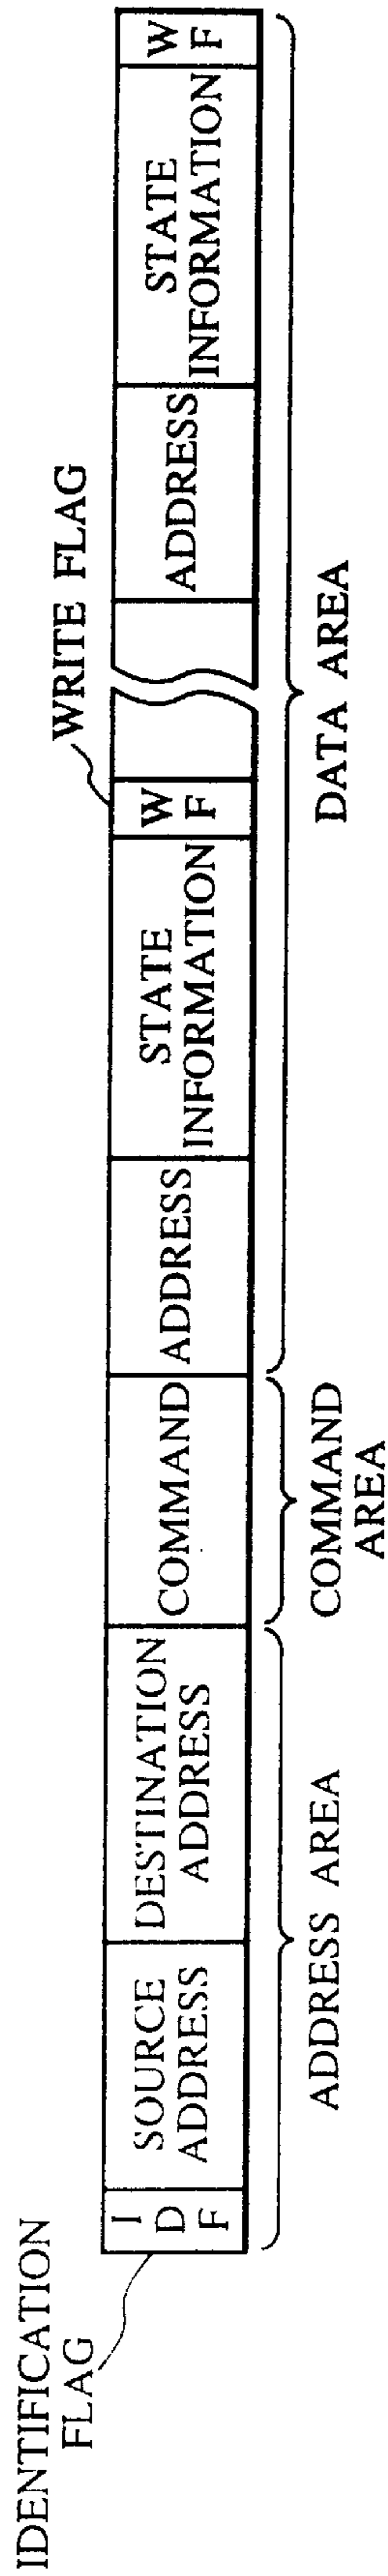 IDENTIFICATION
FLAG
WRITE FLAG
I
D
F
SOURCE
ADDRESS
DESTINATION
ADDRESS
COMMAND
ADDRESS
STATE
INFORMATION
W
F
ADDRESS
STATE
INFORMATION
W
F
ADDRESS AREA
COMMAND
AREA
DATA AREA